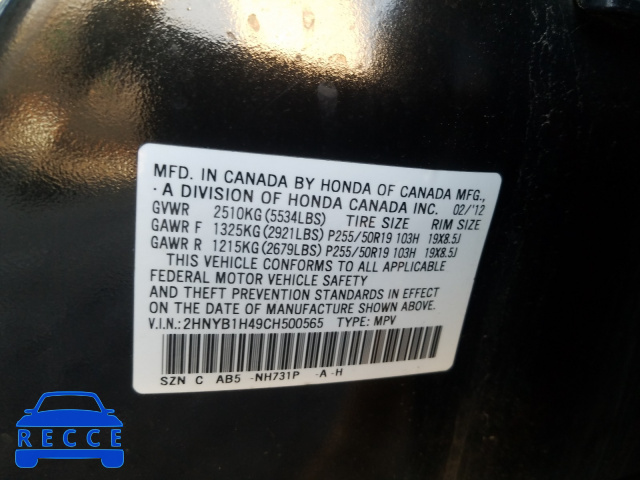 MFD. IN CANADA BY HONDA OF CANADA MFG.,
·A DIVISION OF HONDA CANADA INC. 02/'12
GVWR 2510KG(5534LBS) TIRE SIZE RIM SIZE
GAWR F 1325KG(2921LBS)P255/50R19 103H 19X8.5J
GAWR R 1215KG(2679LBS)P255/50R19 103H 19X8.5J
THIS VEHICLE CONFORMS TO ALL APPLICABLE
FEDERAL MOTOR VEHICLE SAFETY
AND THEFT PREVENTION STANDARDS IN EFFECT
ON THE DATE OF MANUFACTURE SHOWN ABOVE.
V.I.N.:2HNYB1H49CH500565 TYPE: MPV
SZN C AB5 -NH731P -A-H
RECCE